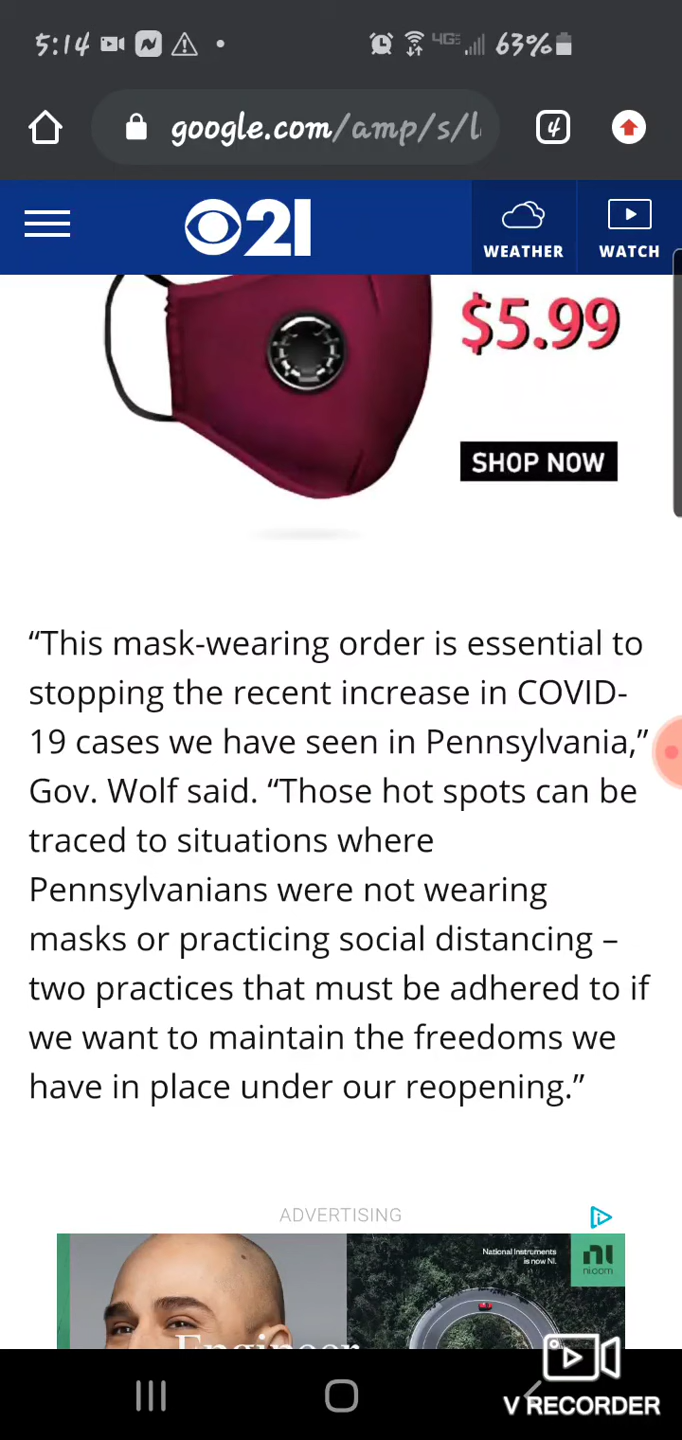 5:14 4GE 63%
google.com/amp/s/l 4
21 WEATHER WATCH
$5.99
SHOP NOW
“This mask-wearing order is essential to
stopping the recent increase in COVID-
19 cases we have seen in Pennsylvania,”
Gov. Wolf said. “Those hot spots can be
traced to situations where
Pennsylvanians were not wearing
masks or practicing social distancing –
two practices that must be adhered to if
we want to maintain the freedoms we
have in place under our reopening.”
ADVERTISING
National Instruments
is now NI.
ni
ni.com
Engineer
V RECORDER